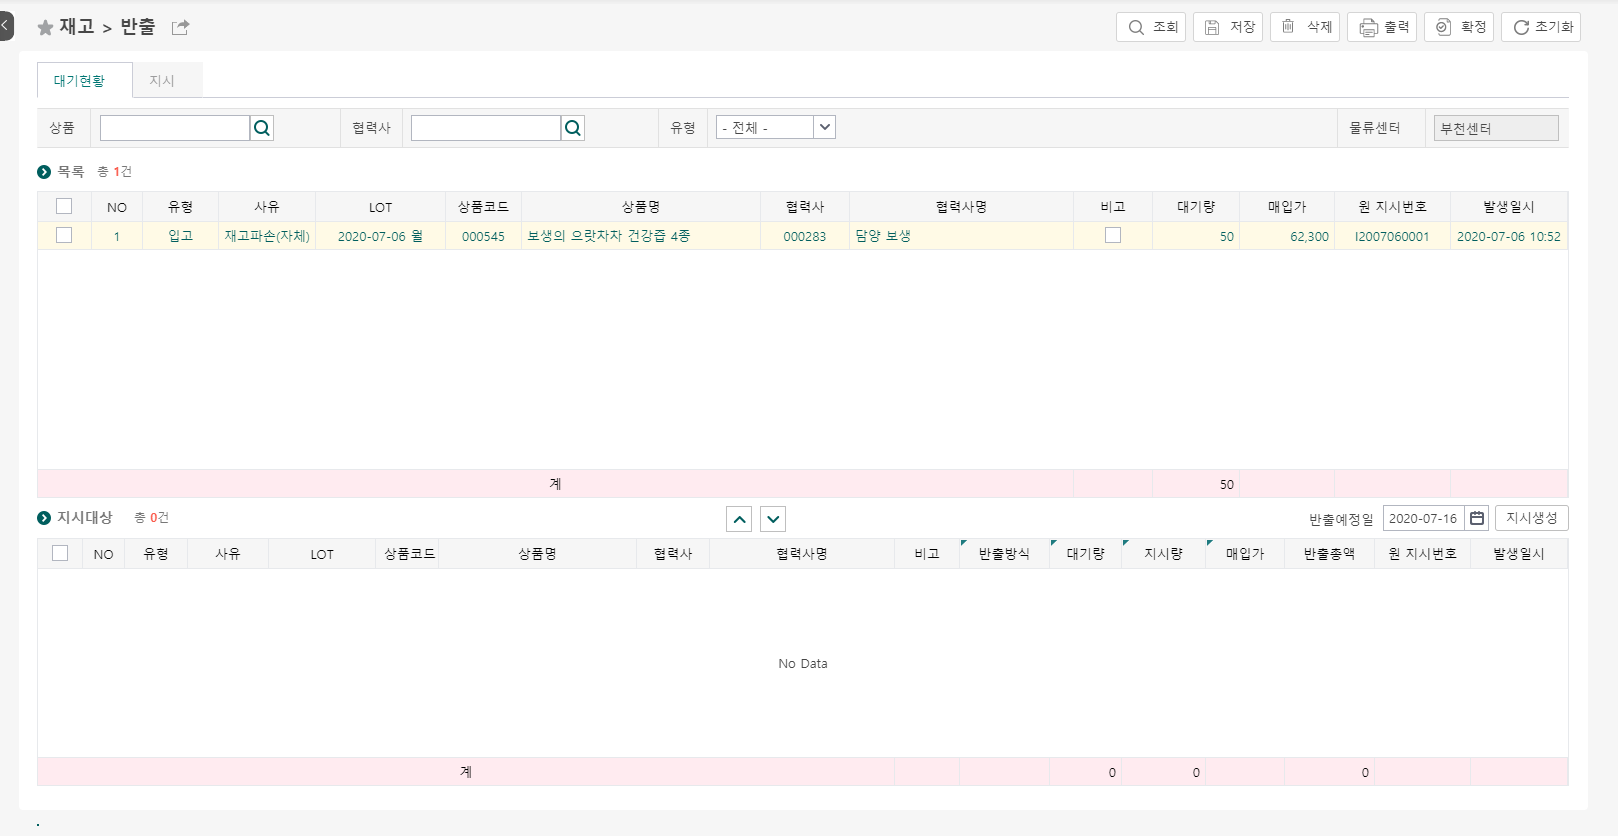 재고 > 반출
조회 저장 삭제 출력 확정 초기화
대기현황 지시
상품 협력사 유형 - 전체 - 물류센터 부천센터
목록 총 1건
NO 유형 사유 LOT 상품코드 상품명 협력사 협력사명 비고 대기량 매입가 원 지시번호 발생일시
1 입고 재고파손(자체) 2020-07-06 월 000545 보생의 으랏차차 건강즙 4종 000283 담양 보생 50 62,300 I2007060001 2020-07-06 10:52
계 50
지시대상 총 0건 반출예정일 2020-07-16 지시생성
NO 유형 사유 LOT 상품코드 상품명 협력사 협력사명 비고 반출방식 대기량 지시량 매입가 반출총액 원 지시번호 발생일시
No Data
계 0 0 0